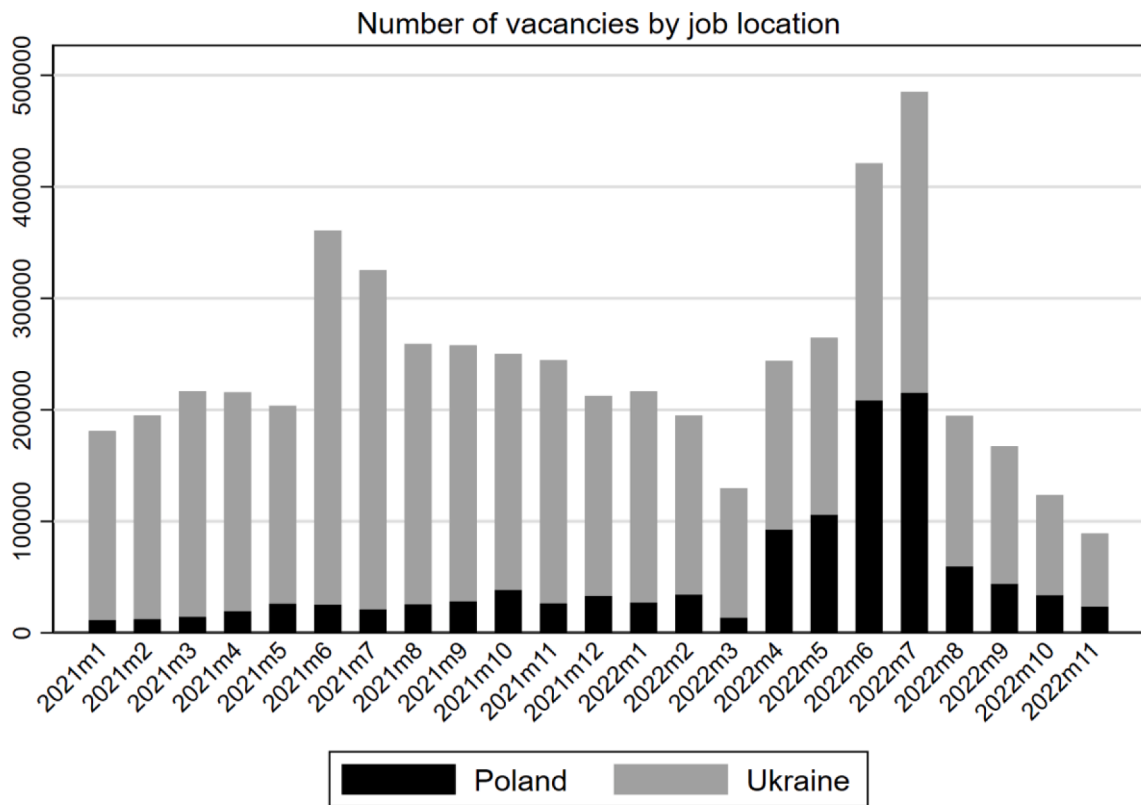 Number of vacancies by job location
500000
400000
300000
200000
100000
0
2021m1
2021m2
2021m3
2021m4
2021m5
2021m6
2021m7
2021m8
2021m9
2021m10
2021m11
2021m12
2022m1
2022m2
2022m3
2022m4
2022m5
2022m6
2022m7
2022m8
2022m9
2022m10
2022m11
Poland Ukraine